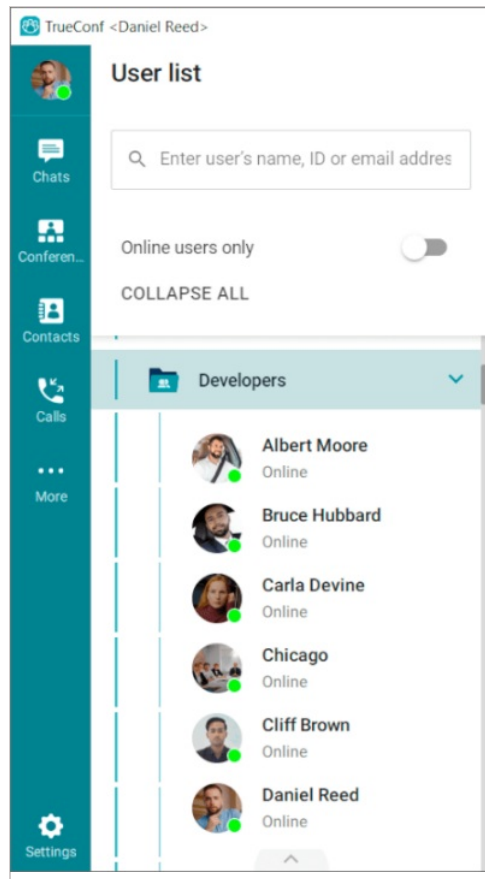 TrueConf <Daniel Reed>
User list
Enter user's name, ID or email addres
Chats
Online users only
Conferen...
COLLAPSE ALL
Contacts
Developers
Calls
Albert Moore
Online
More
Bruce Hubbard
Online
Carla Devine
Online
Chicago
Online
Cliff Brown
Online
Daniel Reed
Online
Settings